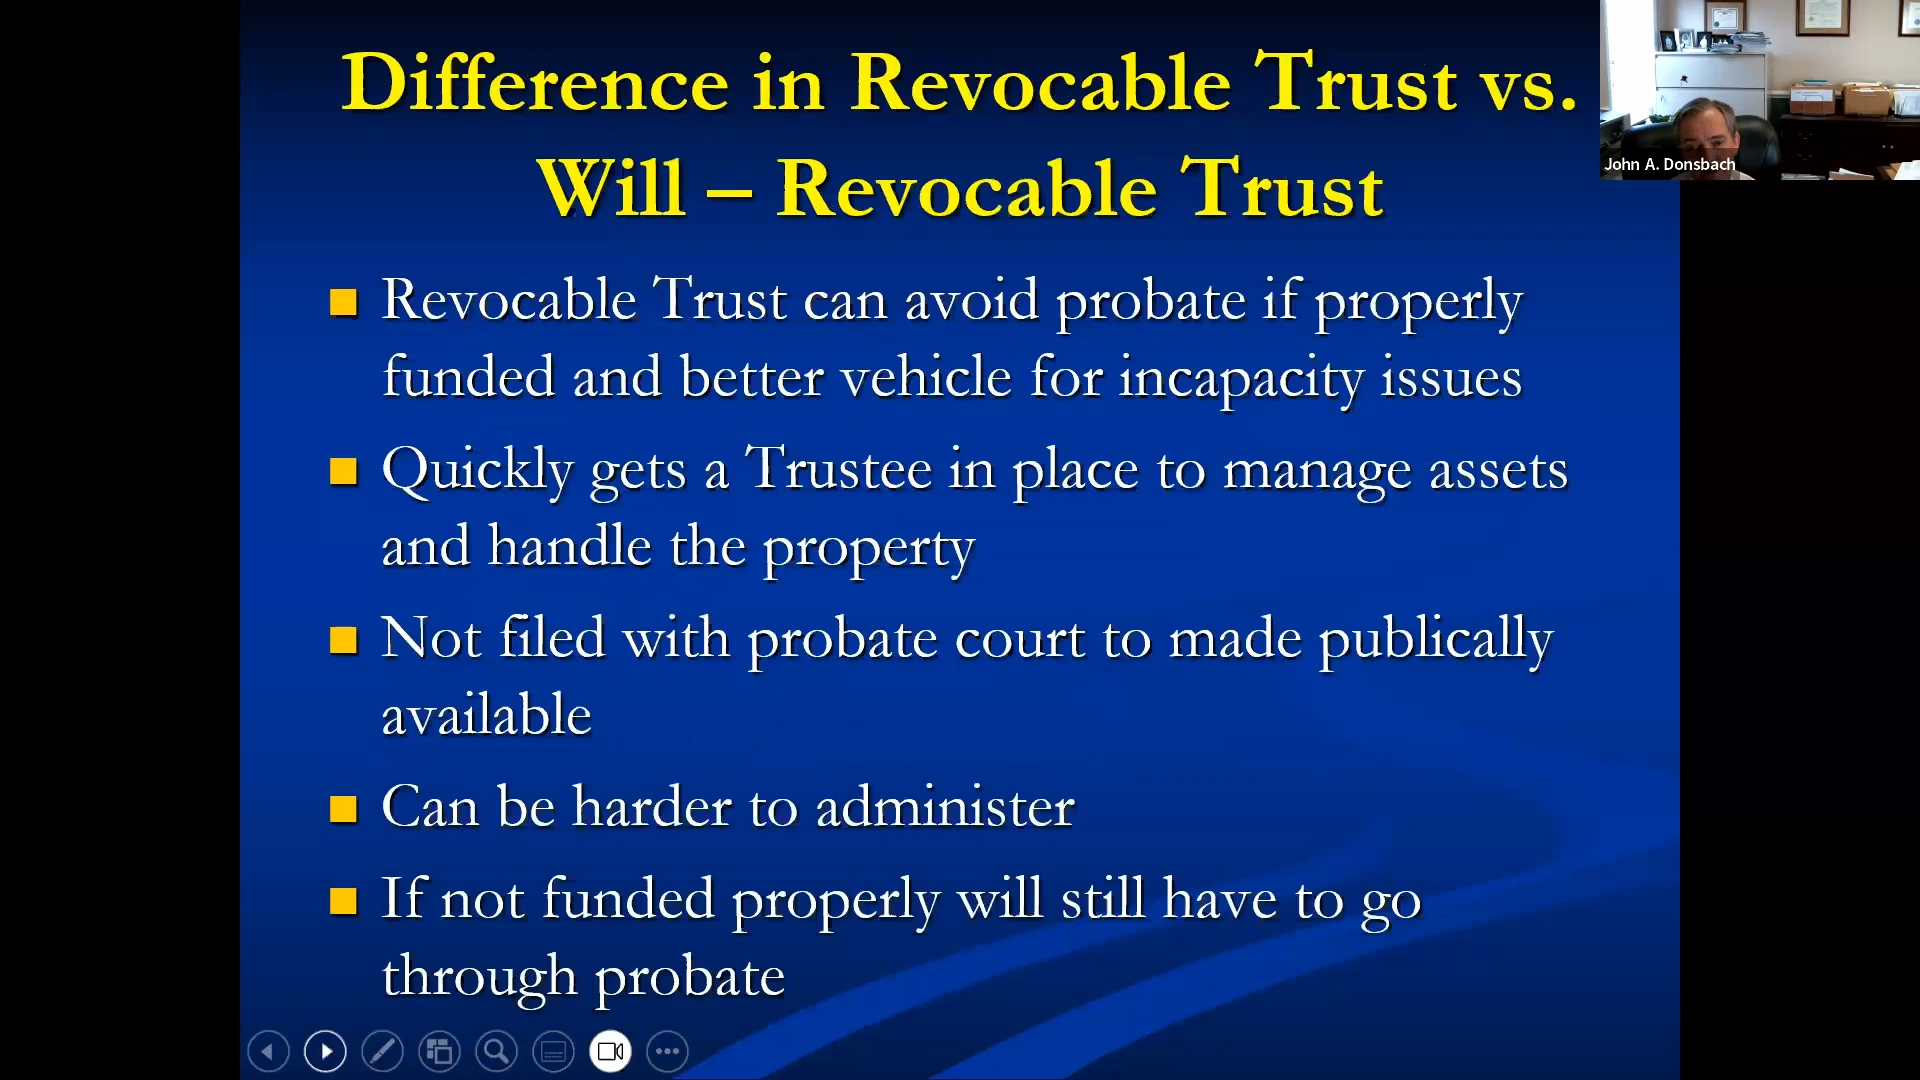 Difference in Revocable Trust vs.
Will – Revocable Trust
Revocable Trust can avoid probate if properly
funded and better vehicle for incapacity issues
Quickly gets a Trustee in place to manage assets
and handle the property
Not filed with probate court to made publically
available
Can be harder to administer
If not funded properly will still have to go
through probate
John A. Donsbach